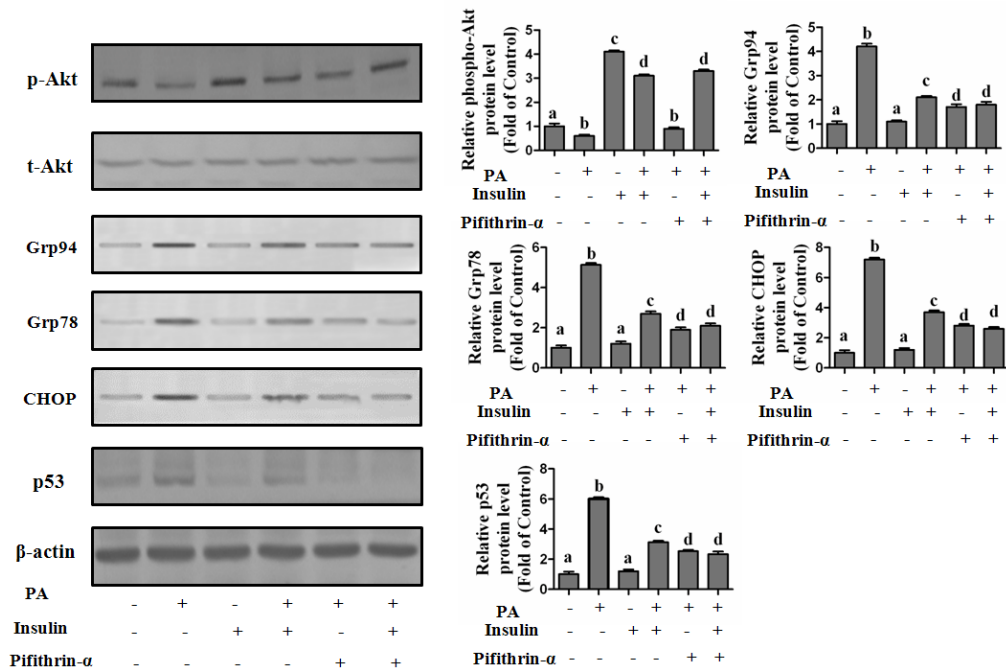 p-Akt
t-Akt
Grp94
Grp78
CHOP
p53
β-actin
PA - + - + + +
Insulin - - + + - +
Pifithrin-α - - - - + +
Relative phospho-Akt
protein level
(Fold of Control)
5
4
3
2
1
0
a b c d a d
PA - + - + + +
Insulin - - + + - +
Pifithrin-α - - - - + +
Relative Grp94
protein level
(Fold of Control)
5
4
3
2
1
0
a b a c d d
PA - + - + + +
Insulin - - + + - +
Pifithrin-α - - - - + +
Relative Grp78
protein level
(Fold of Control)
6
4
2
0
a b a c d d
PA - + - + + +
Insulin - - + + - +
Pifithrin-α - - - - + +
Relative CHOP
protein level
(Fold of Control)
8
6
4
2
0
a b a c d d
PA - + - + + +
Insulin - - + + - +
Pifithrin-α - - - - + +
Relative p53
protein level
(Fold of Control)
8
6
4
2
0
a b a c d d
PA - + - + + +
Insulin - - + + - +
Pifithrin-α - - - - + +